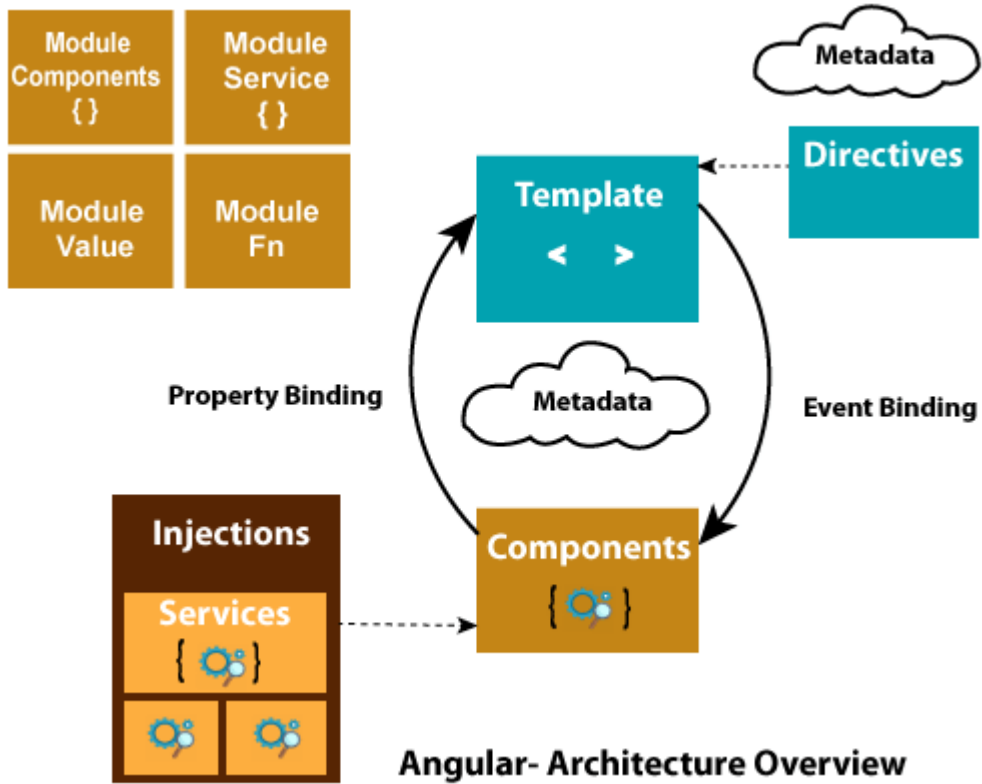 Module
Components
{ }
Module
Service
{ }
Module
Value
Module
Fn
Metadata
Directives
Template
< >
Property Binding
Metadata
Event Binding
Injections
Services
{ }
Components
{ }
Angular- Architecture Overview